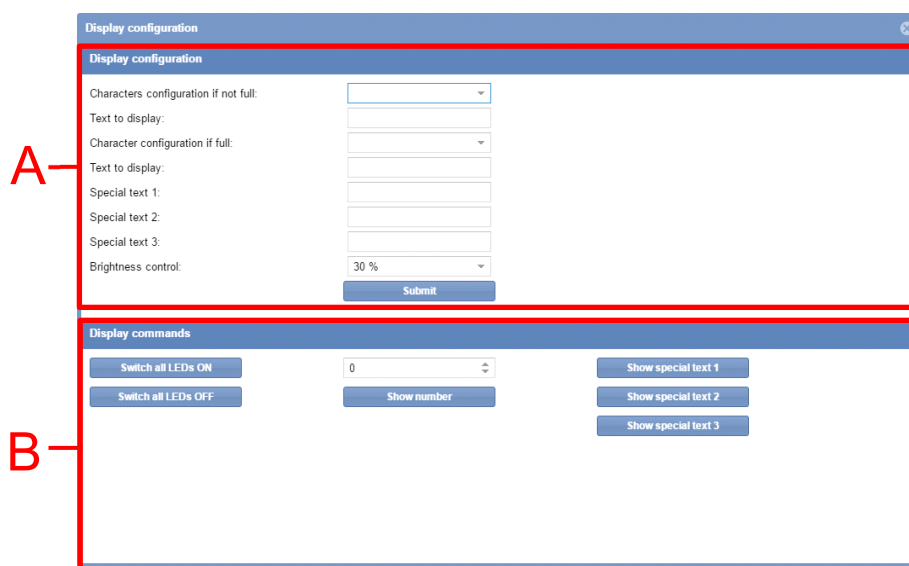 Display configuration
Display configuration
Characters configuration if not full:
Text to display:
Character configuration if full:
Text to display:
Special text 1:
Special text 2:
Special text 3:
Brightness control: 30 %
Submit
A
Display commands
Switch all LEDs ON 0 Show special text 1
Switch all LEDs OFF Show number Show special text 2
Show special text 3
B